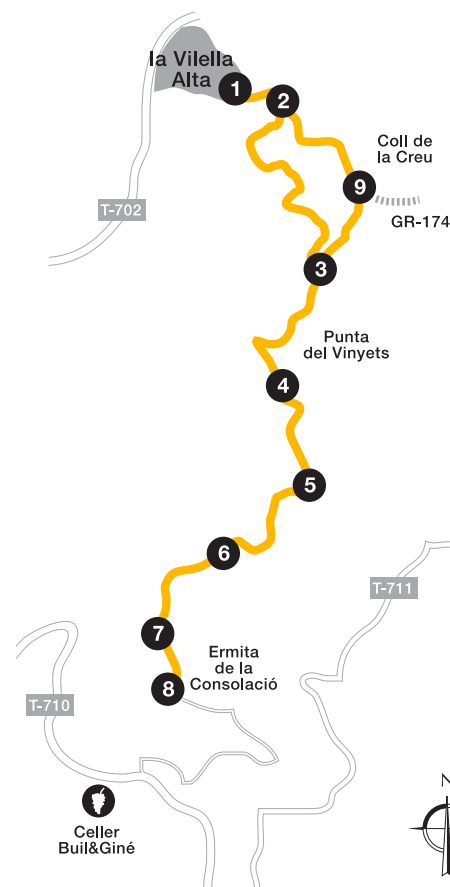 la Vilella
Alta
1
2
Coll de
la Creu
9
T-702
GR-174
3
Punta
del Vinyets
4
5
6
T-711
7
Ermita
de la
Consolació
8
T-710
N
Celler
Buil&Giné